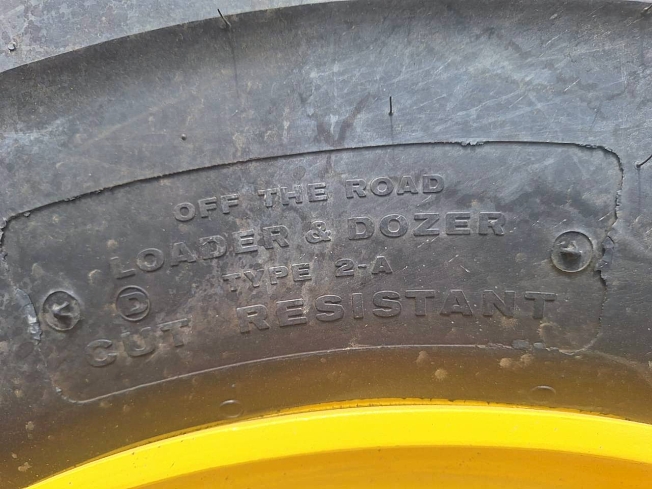 OFF THE ROAD
LOADER & DOZER
TYPE 2-A
D
CUT RESISTANT